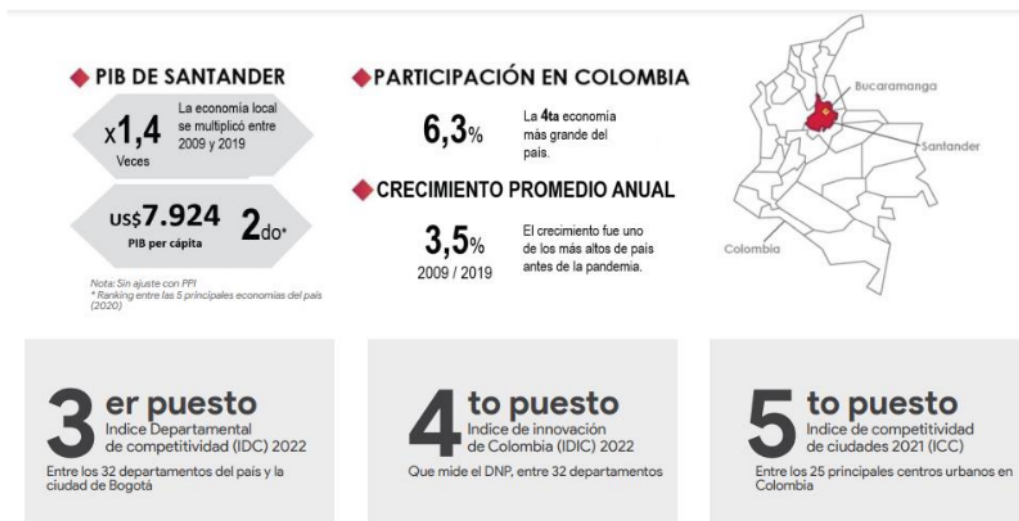 PIB DE SANTANDER
x1,4
Veces
La economía local
se multiplicó entre
2009 y 2019
US$7.924
PIB per cápita
2do*
Nota: Sin ajuste con PPI
* Ranking entre las 5 principales economías del país
(2020)
PARTICIPACIÓN EN COLOMBIA
6,3%
La 4ta economía
más grande del
país.
CRECIMIENTO PROMEDIO ANUAL
3,5%
2009 / 2019
El crecimiento fue uno
de los más altos de país
antes de la pandemia.
Bucaramanga
Santander
Colombia
3er puesto
Indice Departamental
de competitividad (IDC) 2022
Entre los 32 departamentos del país y la
ciudad de Bogotá
4to puesto
Indice de innovación
de Colombia (IDIC) 2022
Que mide el DNP, entre 32 departamentos
5to puesto
Indice de competitividad
de ciudades 2021 (ICC)
Entre los 25 principales centros urbanos en
Colombia